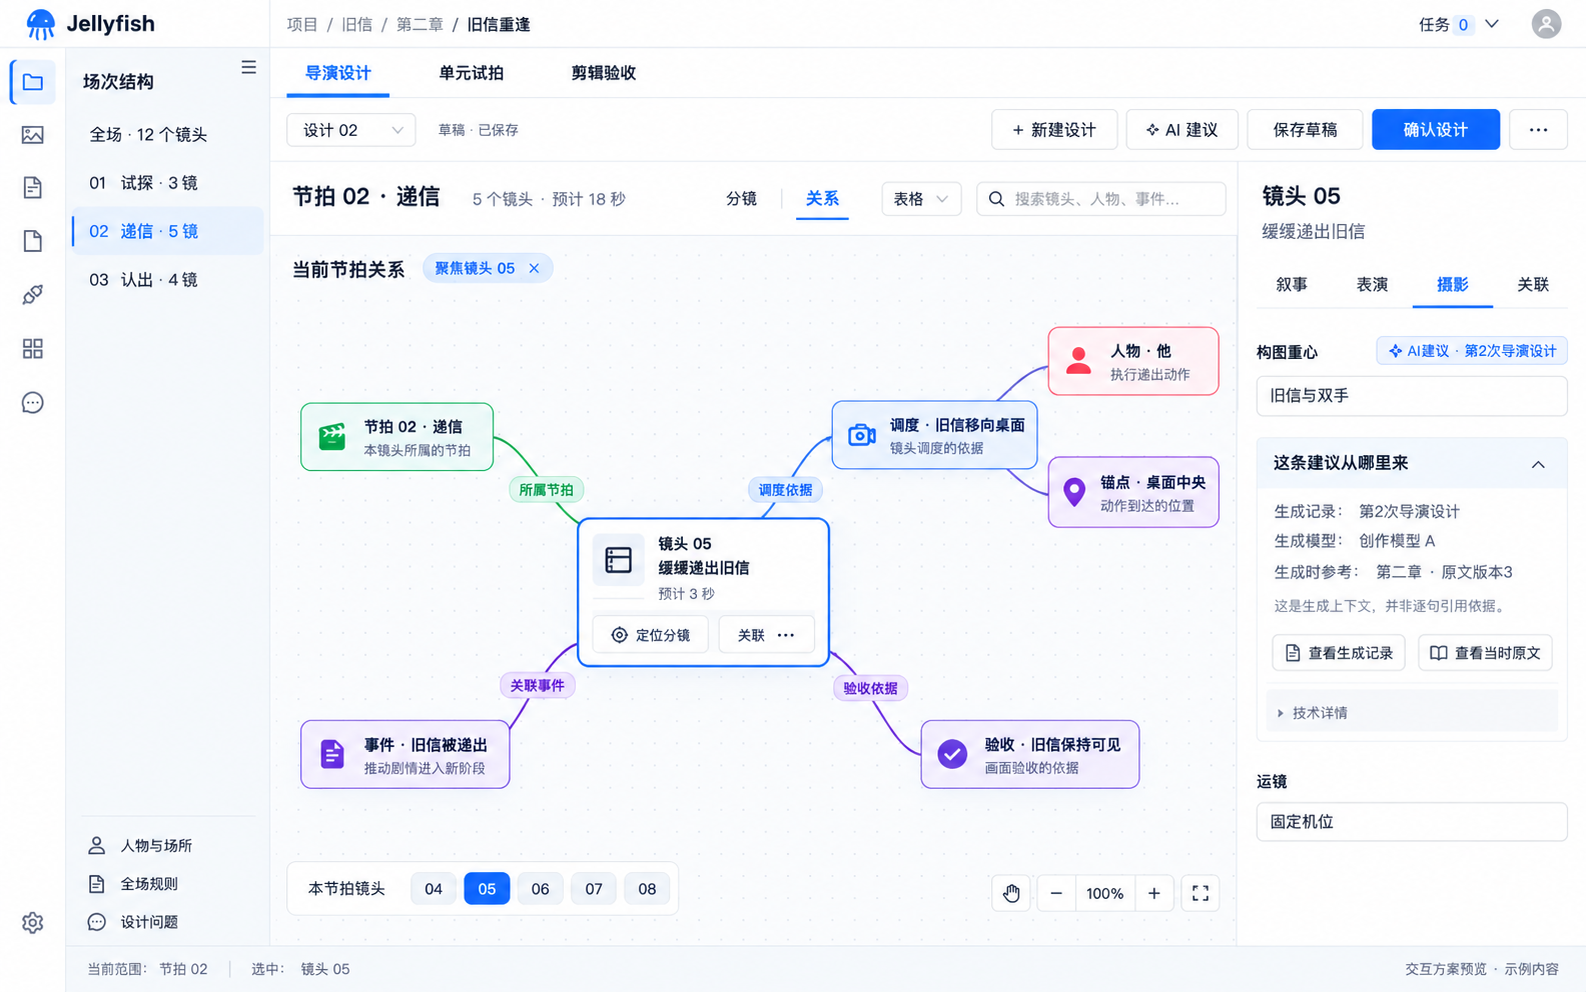 Jellyfish
项目 / 旧信 / 第二章 / 旧信重逢
任务 0
场次结构
全场 · 12 个镜头
01 试探 · 3 镜
02 递信 · 5 镜
03 认出 · 4 镜
人物与场所
全场规则
设计问题
导演设计 单元试拍 剪辑验收
设计 02
草稿 · 已保存
+ 新建设计
AI 建议
保存草稿
确认设计
节拍 02 · 递信
5 个镜头 · 预计 18 秒
分镜
关系
表格
搜索镜头、人物、事件...
当前节拍关系
聚焦镜头 05 ×
人物 · 他
执行递出动作
节拍 02 · 递信
本镜头所属的节拍
调度 · 旧信移向桌面
镜头调度的依据
锚点 · 桌面中央
动作到达的位置
所属节拍
调度依据
镜头 05
缓缓递出旧信
预计 3 秒
定位分镜
关联 ···
关联事件
验收依据
事件 · 旧信被递出
推动剧情进入新阶段
验收 · 旧信保持可见
画面验收的依据
本节拍镜头 04 05 06 07 08
− 100% +
镜头 05
缓缓递出旧信
叙事 表演 摄影 关联
构图重心
AI建议 · 第2次导演设计
旧信与双手
这条建议从哪里来
生成记录： 第2次导演设计
生成模型： 创作模型 A
生成时参考： 第二章 · 原文版本3
这是生成上下文，并非逐句引用依据。
查看生成记录
查看当时原文
技术详情
运镜
固定机位
当前范围： 节拍 02 选中： 镜头 05
交互方案预览 · 示例内容